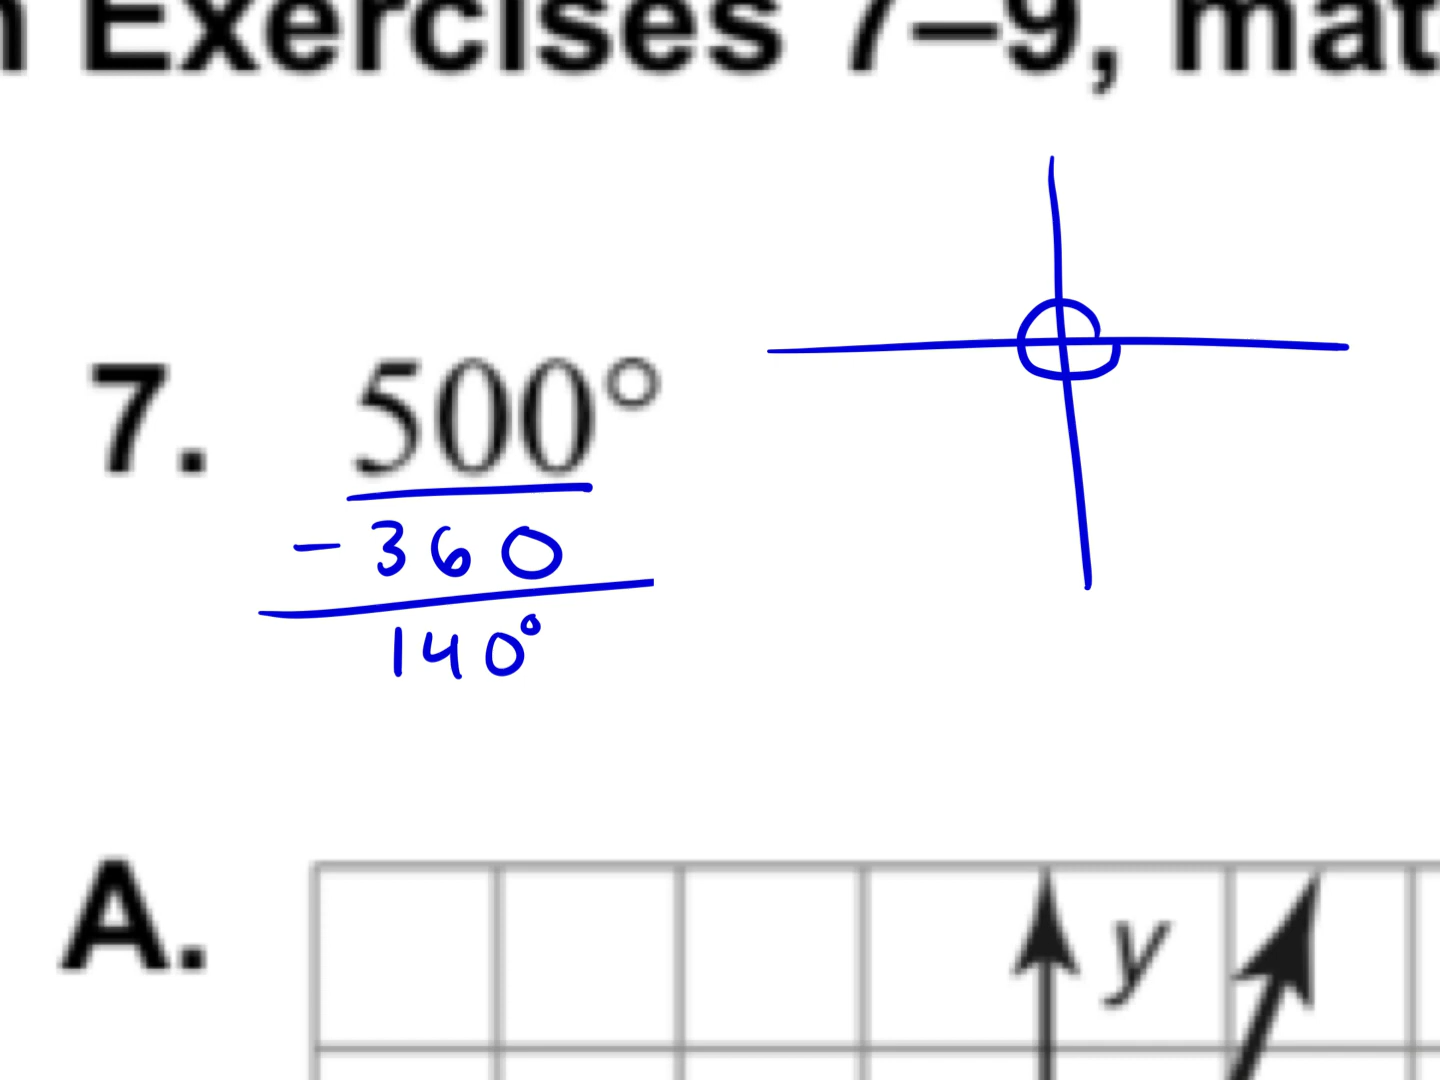 n Exercises 7–9, mat
7. 500°
– 360
140°
A.
y